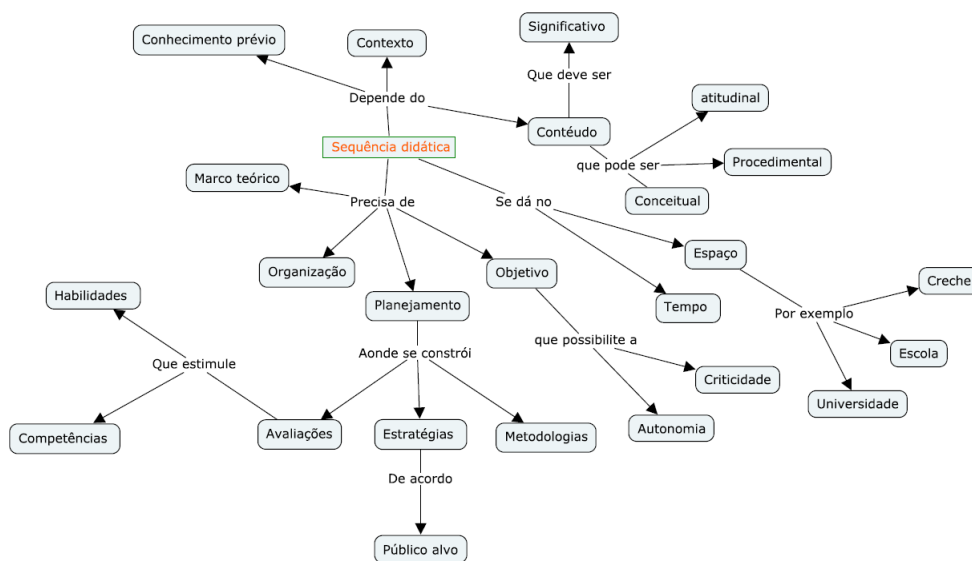 Significativo
Conhecimento prévio
Contexto
Que deve ser
Depende do
atitudinal
Contéudo
Sequência didática
que pode ser
Procedimental
Marco teórico
Precisa de
Se dá no
Conceitual
Espaço
Organização
Objetivo
Creche
Habilidades
Planejamento
Tempo
Por exemplo
que possibilite a
Aonde se constrói
Escola
Que estimule
Criticidade
Universidade
Competências
Avaliações
Estratégias
Metodologias
Autonomia
De acordo
Público alvo